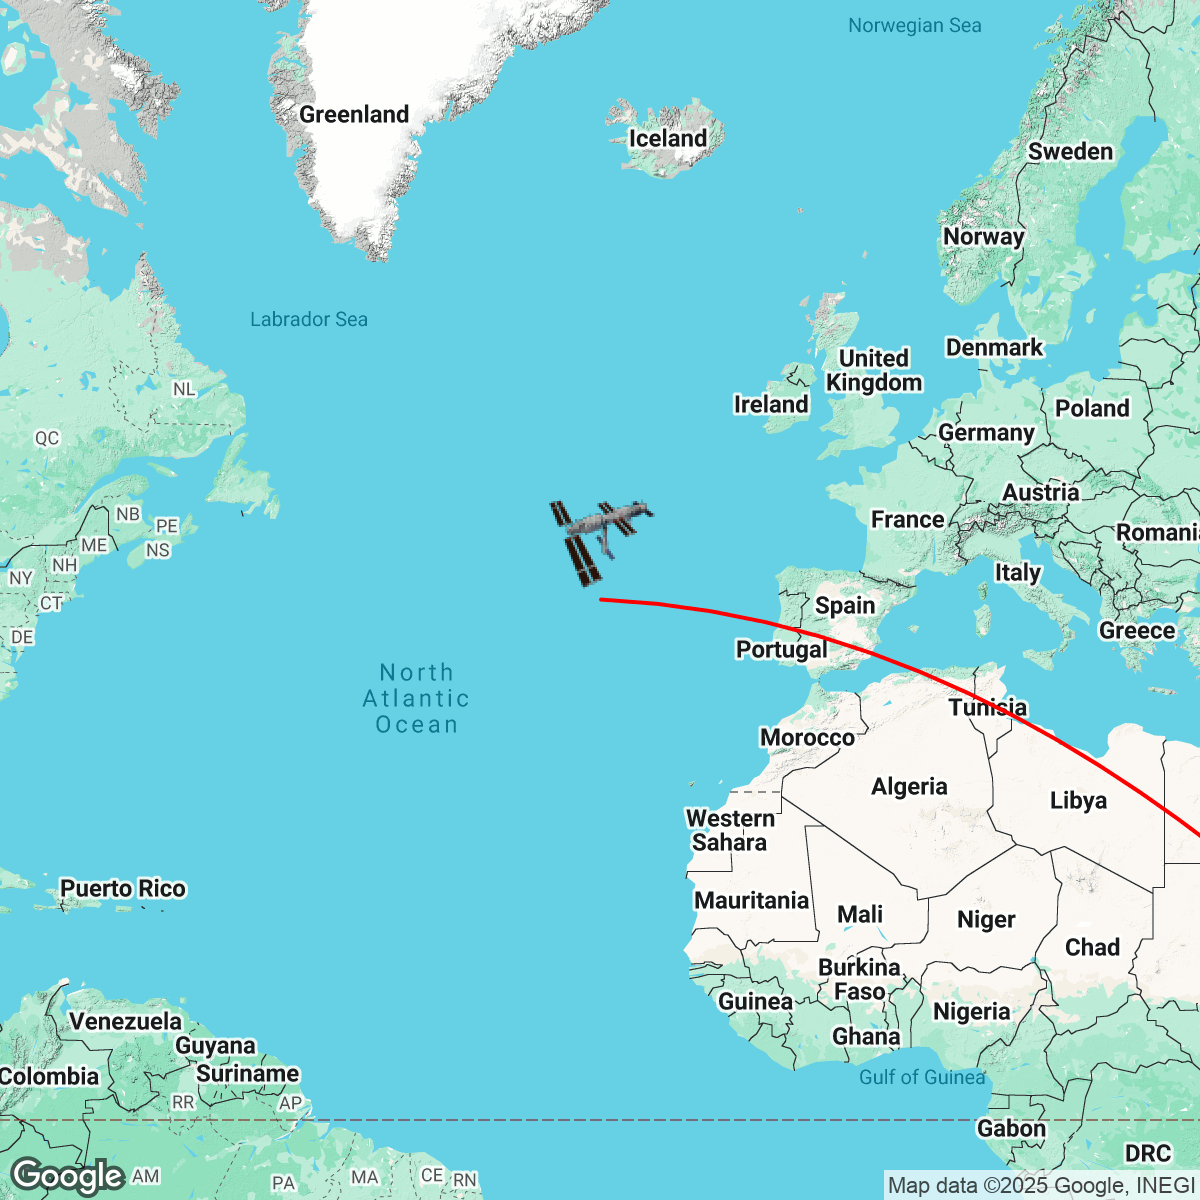 Norwegian Sea
Greenland
Iceland
Sweden
Norway
Labrador Sea
Denmark
United
Kingdom
NL
Ireland
Poland
QC
Germany
Austria
NB
PE
France
Romania
ME
NS
NH
Italy
NY
CT
Spain
Greece
DE
Portugal
North
Atlantic
Ocean
Tunisia
Morocco
Algeria
Libya
Western
Sahara
Puerto Rico
Mauritania
Mali
Niger
Chad
Burkina
Faso
Guinea
Nigeria
Venezuela
Ghana
Guyana
Suriname
Colombia
Gulf of Guinea
RR
AP
Gabon
DRC
Google
AM
PA
MA
CE
RN
Map data ©2025 Google, INEGI